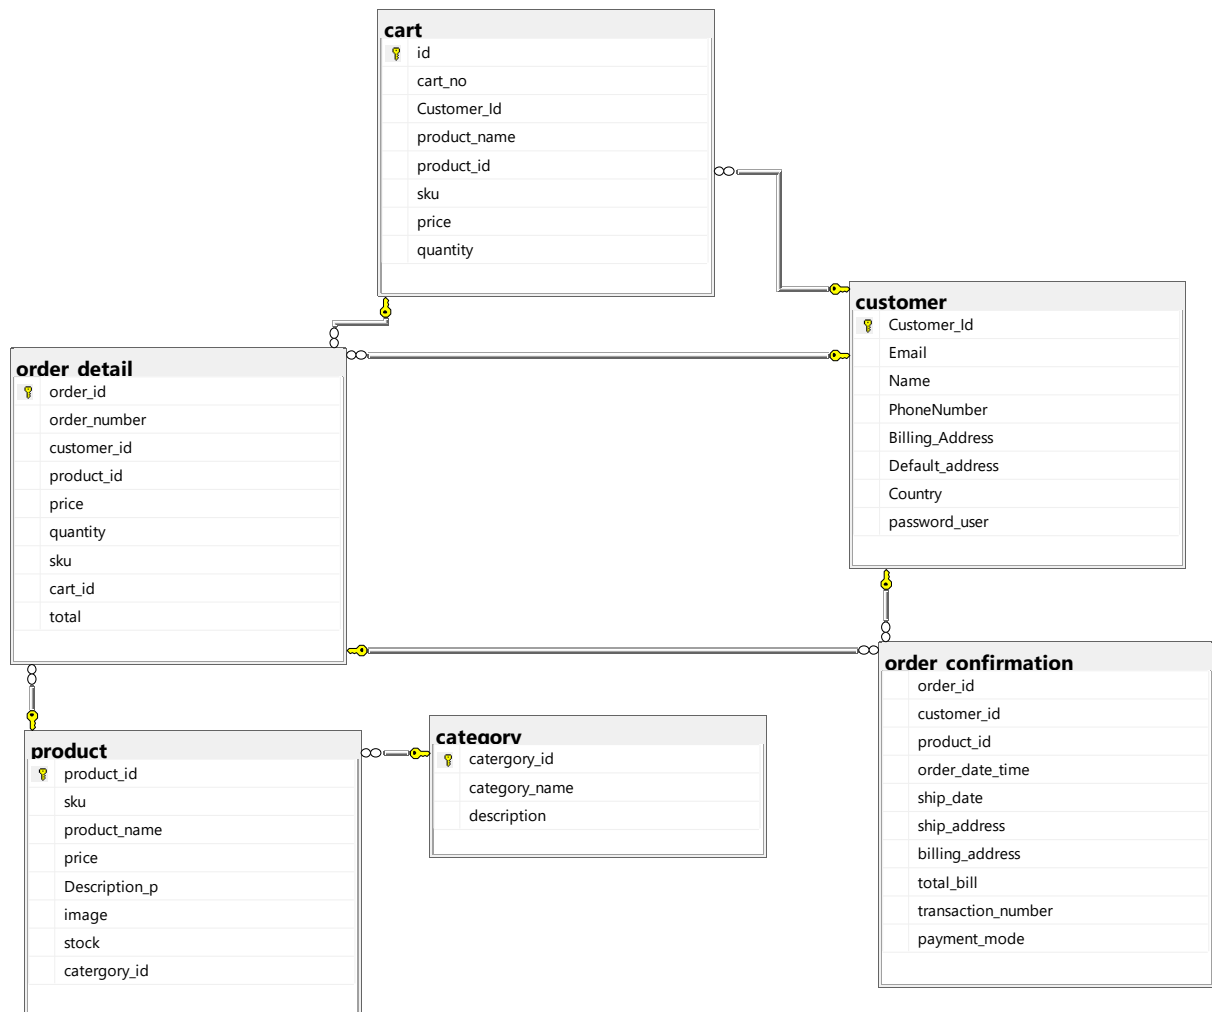 cart
id
cart_no
Customer_Id
product_name
product_id
sku
price
quantity
customer
Customer_Id
Email
Name
PhoneNumber
Billing_Address
Default_address
Country
password_user
order_detail
order_id
order_number
customer_id
product_id
price
quantity
sku
cart_id
total
order_confirmation
order_id
customer_id
product_id
order_date_time
ship_date
ship_address
billing_address
total_bill
transaction_number
payment_mode
product
product_id
sku
product_name
price
Description_p
image
stock
catergory_id
category
catergory_id
category_name
description